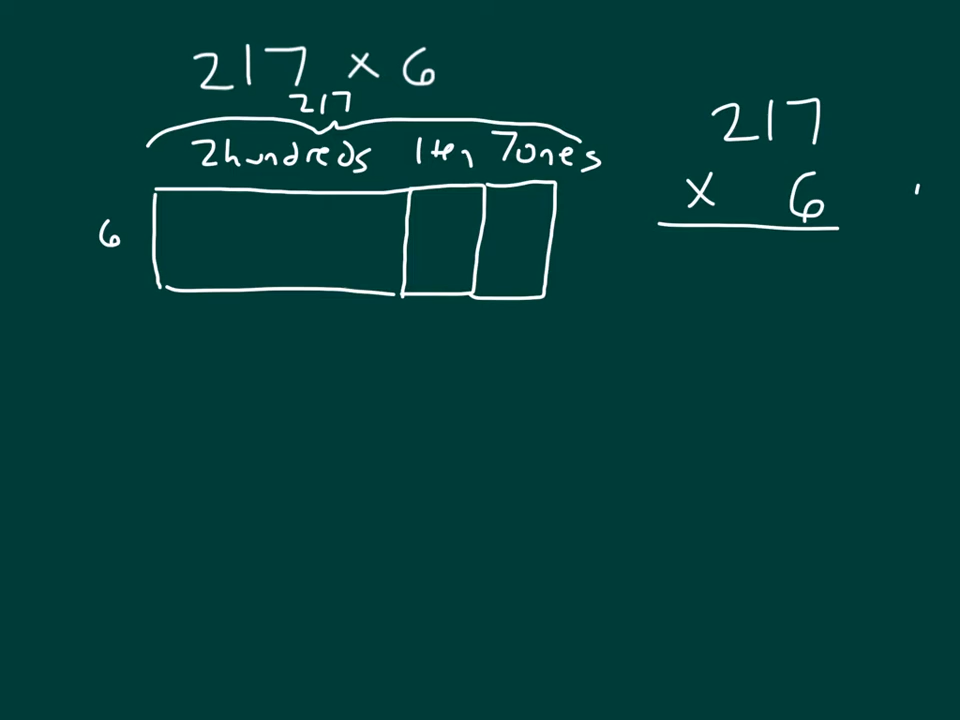 217 × 6
217
2hundreds 1ten 7ones
6
217
× 6